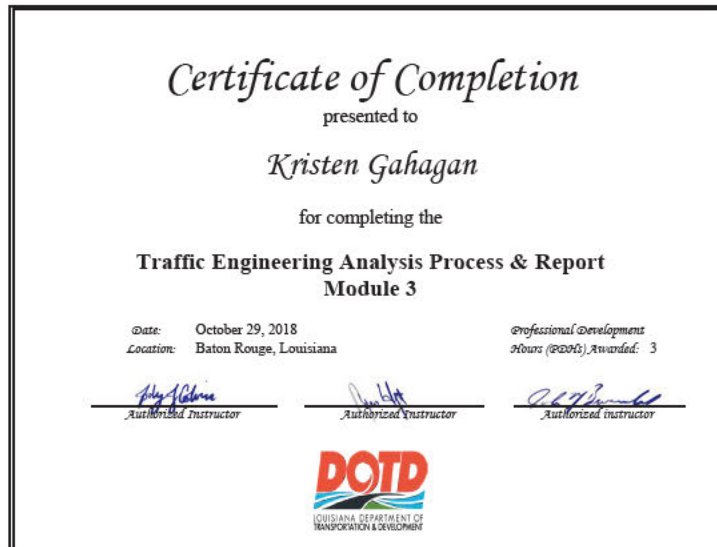 Certificate of Completion
presented to
Kristen Gahagan
for completing the
Traffic Engineering Analysis Process & Report
Module 3
Date: October 29, 2018
Location: Baton Rouge, Louisiana
Professional Development
Hours (PDHs) Awarded: 3
Authorized Instructor
Authorized Instructor
Authorized instructor
DOTD
LOUISIANA DEPARTMENT OF
TRANSPORTATION & DEVELOPMENT